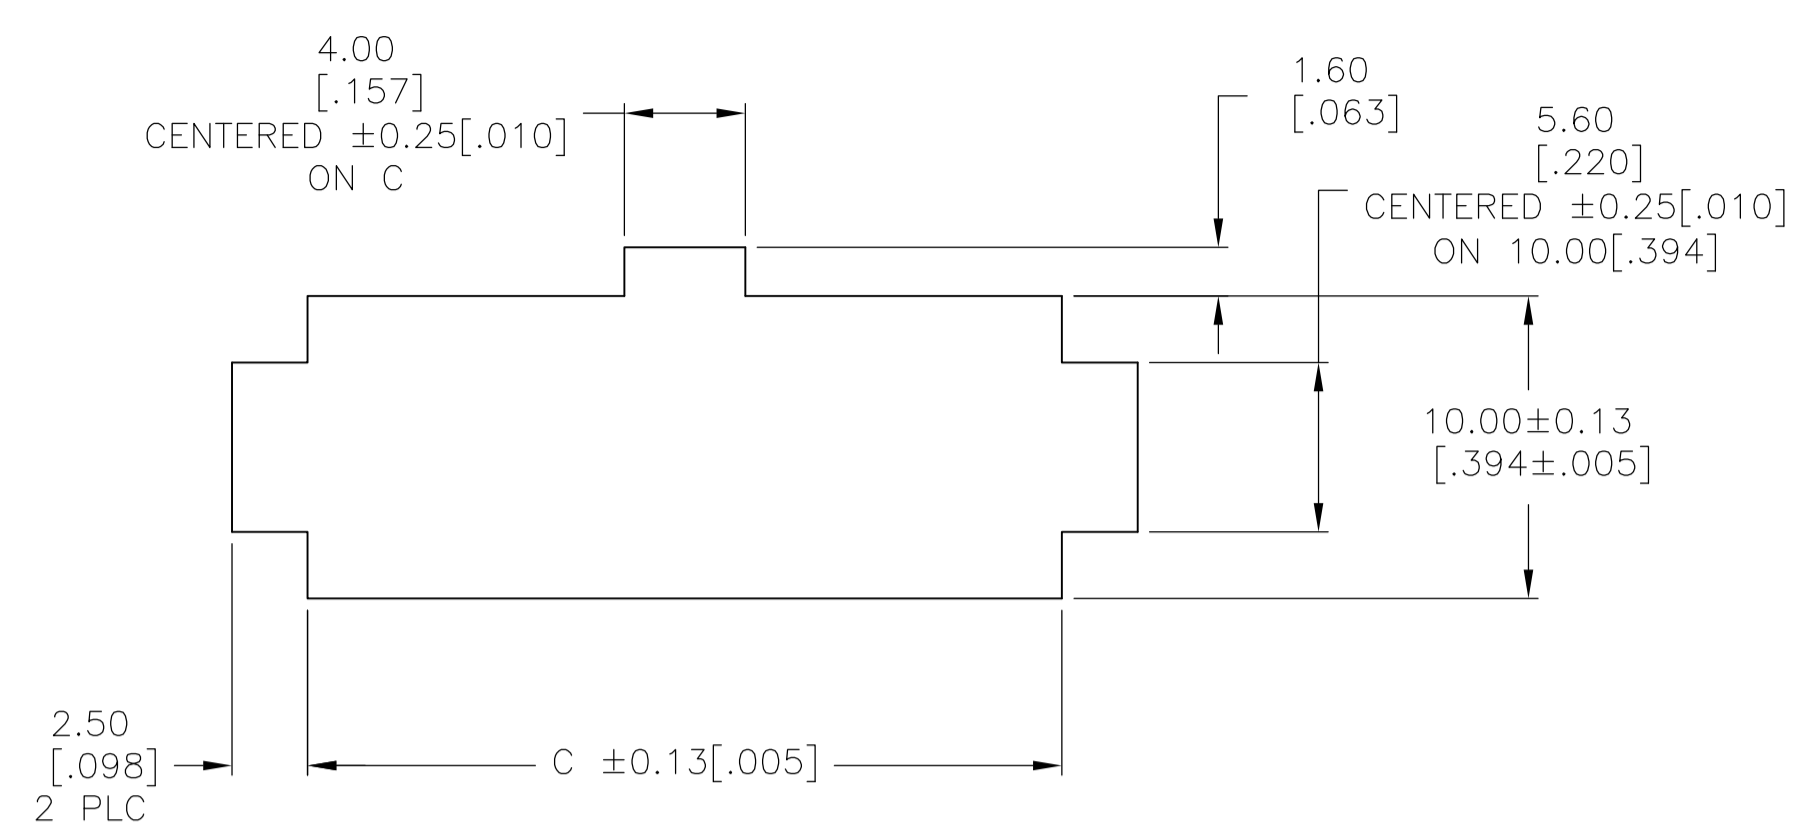 4.00
[.157]
CENTERED ±0.25[.010]
ON C
1.60
[.063]
5.60
[.220]
CENTERED ±0.25[.010]
ON 10.00[.394]
10.00±0.13
[.394±.005]
2.50
[.098]
2 PLC
C ±0.13[.005]